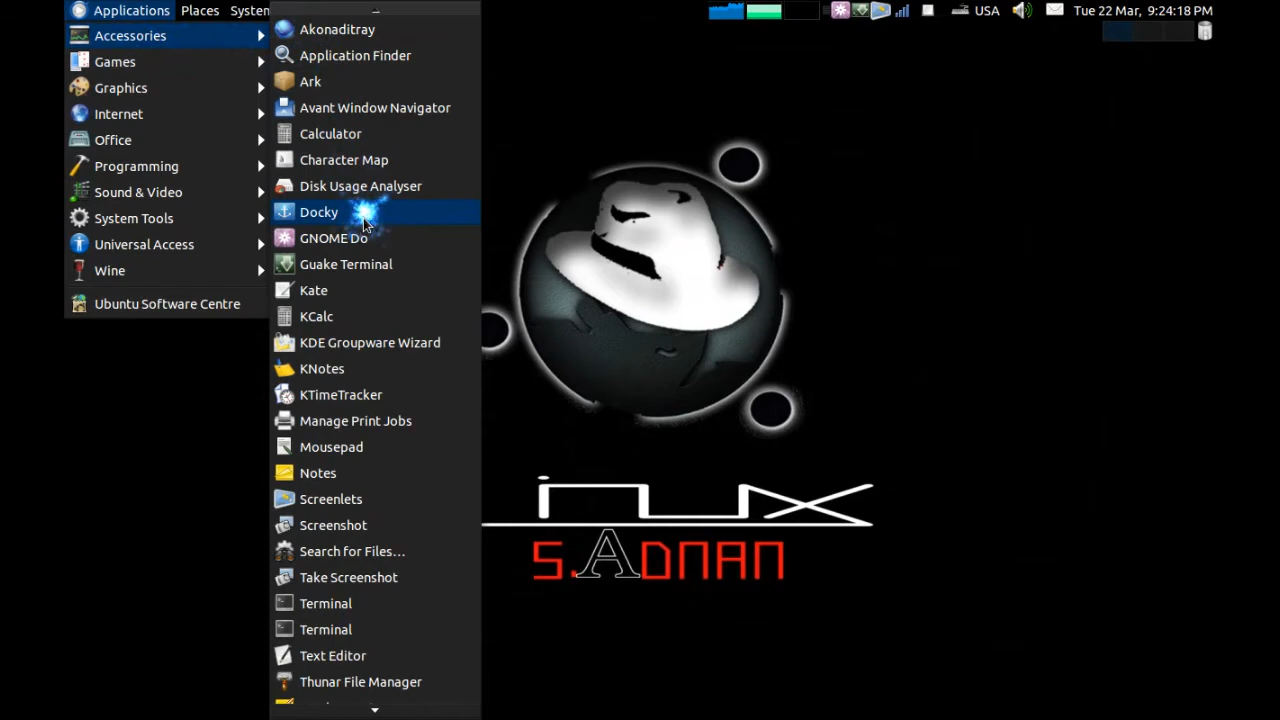 Applications Places System
USA
Tue 22 Mar, 9:24:18 PM
Accessories
Games
Graphics
Internet
Office
Programming
Sound & Video
System Tools
Universal Access
Wine
Ubuntu Software Centre
Akonaditray
Application Finder
Ark
Avant Window Navigator
Calculator
Character Map
Disk Usage Analyser
Docky
GNOME Do
Guake Terminal
Kate
KCalc
KDE Groupware Wizard
KNotes
KTimeTracker
Manage Print Jobs
Mousepad
Notes
Screenlets
Screenshot
Search for Files...
Take Screenshot
Terminal
Terminal
Text Editor
Thunar File Manager
inux
S.ADNAN